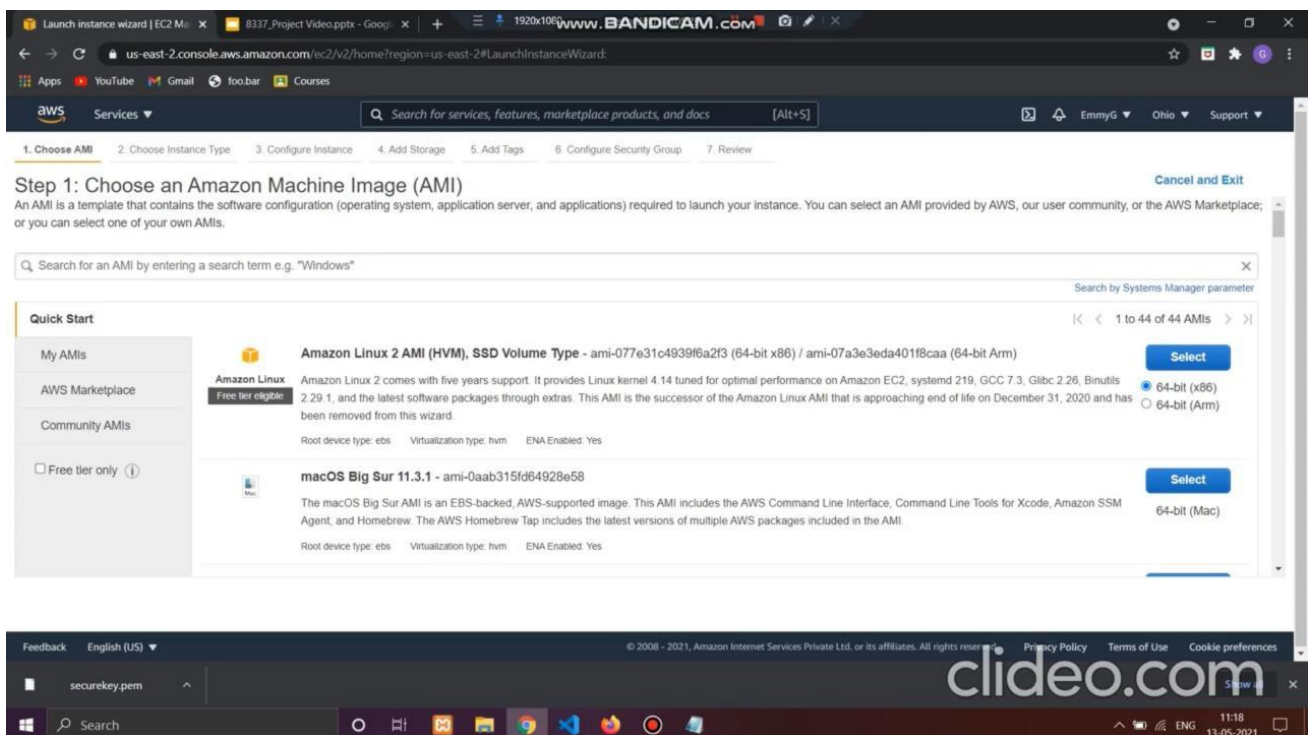 Launch instance wizard | EC2 Ma
8337_Project Video.pptx - Googl
1920x1080
www.BANDICAM.com
us-east-2.console.aws.amazon.com/ec2/v2/home?region=us-east-2#LaunchInstanceWizard:
G
Apps YouTube Gmail foo.bar Courses
aws Services ▼ Search for services, features, marketplace products, and docs [Alt+S] EmmyG ▼ Ohio ▼ Support ▼
1. Choose AMI 2. Choose Instance Type 3. Configure Instance 4. Add Storage 5. Add Tags 6. Configure Security Group 7. Review
Step 1: Choose an Amazon Machine Image (AMI)
Cancel and Exit
An AMI is a template that contains the software configuration (operating system, application server, and applications) required to launch your instance. You can select an AMI provided by AWS, our user community, or the AWS Marketplace;
or you can select one of your own AMIs.
Search for an AMI by entering a search term e.g. "Windows"
Search by Systems Manager parameter
Quick Start
1 to 44 of 44 AMIs
My AMIs
AWS Marketplace
Community AMIs
Free tier only
Amazon Linux
Free tier eligible
Amazon Linux 2 AMI (HVM), SSD Volume Type - ami-077e31c4939f6a2f3 (64-bit x86) / ami-07a3e3eda401f8caa (64-bit Arm)
Amazon Linux 2 comes with five years support. It provides Linux kernel 4.14 tuned for optimal performance on Amazon EC2, systemd 219, GCC 7.3, Glibc 2.26, Binutils
2.29.1, and the latest software packages through extras. This AMI is the successor of the Amazon Linux AMI that is approaching end of life on December 31, 2020 and has
been removed from this wizard.
Root device type: ebs Virtualization type: hvm ENA Enabled: Yes
Select
64-bit (x86)
64-bit (Arm)
Mac
macOS Big Sur 11.3.1 - ami-0aab315fd64928e58
The macOS Big Sur AMI is an EBS-backed, AWS-supported image. This AMI includes the AWS Command Line Interface, Command Line Tools for Xcode, Amazon SSM
Agent, and Homebrew. The AWS Homebrew Tap includes the latest versions of multiple AWS packages included in the AMI.
Root device type: ebs Virtualization type: hvm ENA Enabled: Yes
Select
64-bit (Mac)
Feedback English (US) ▼ © 2008 - 2021, Amazon Internet Services Private Ltd. or its affiliates. All rights reserved. Privacy Policy Terms of Use Cookie preferences
securekey.pem
Show all
clideo.com
Search
ENG
11:18
13-05-2021